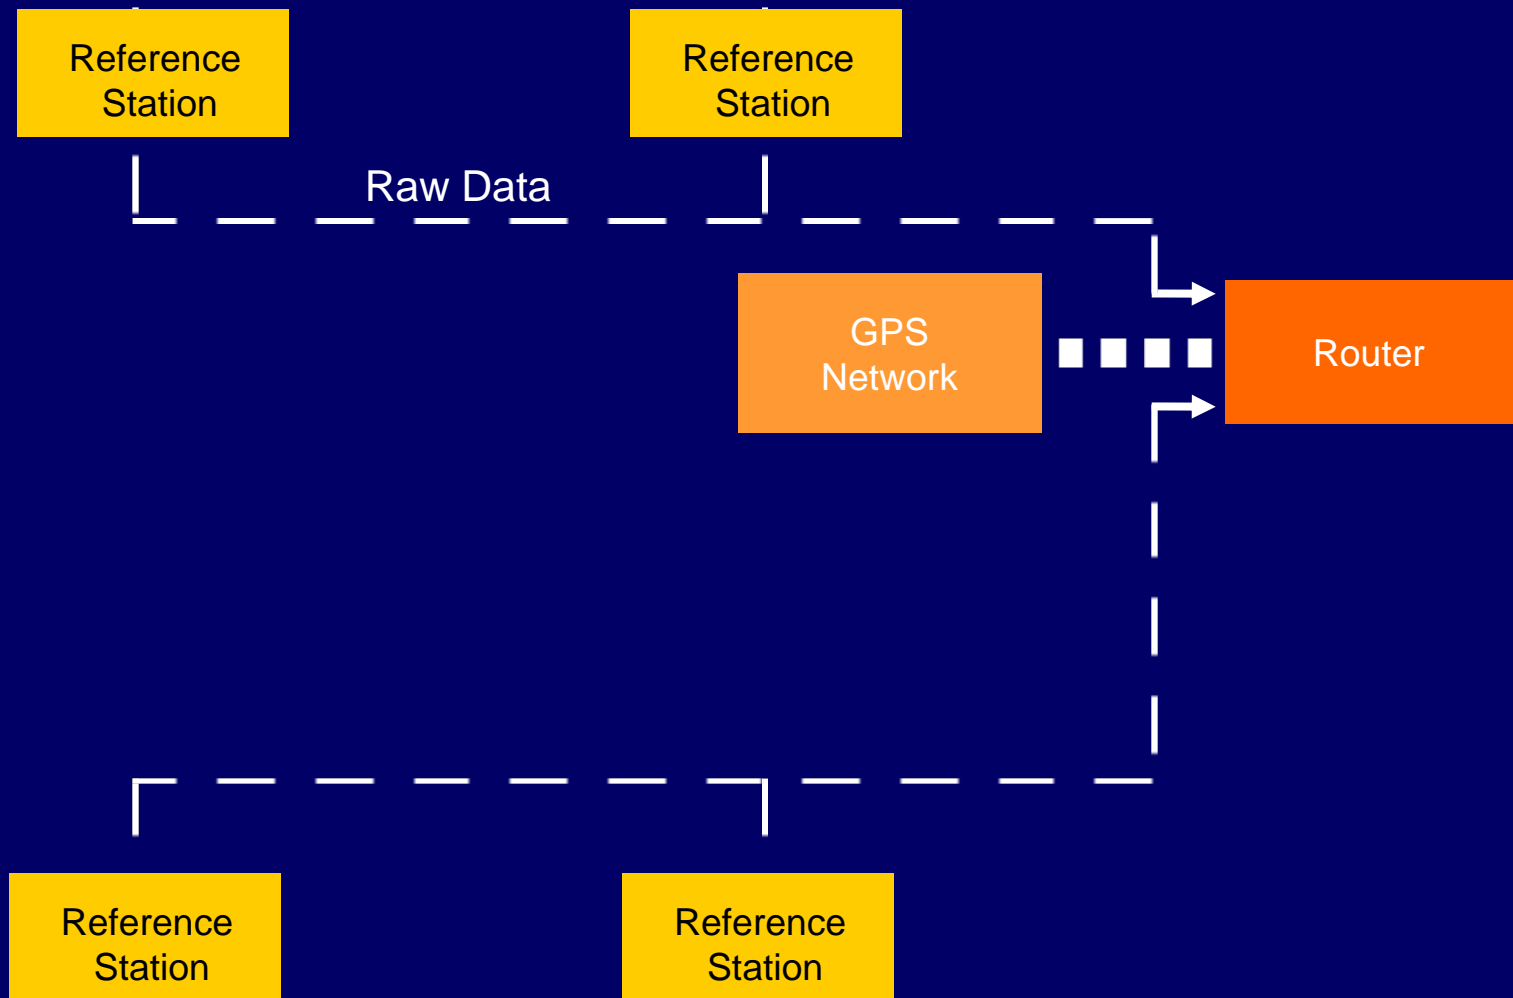 Reference
Station
Reference
Station
Raw Data
GPS
Network
Router
Reference
Station
Reference
Station